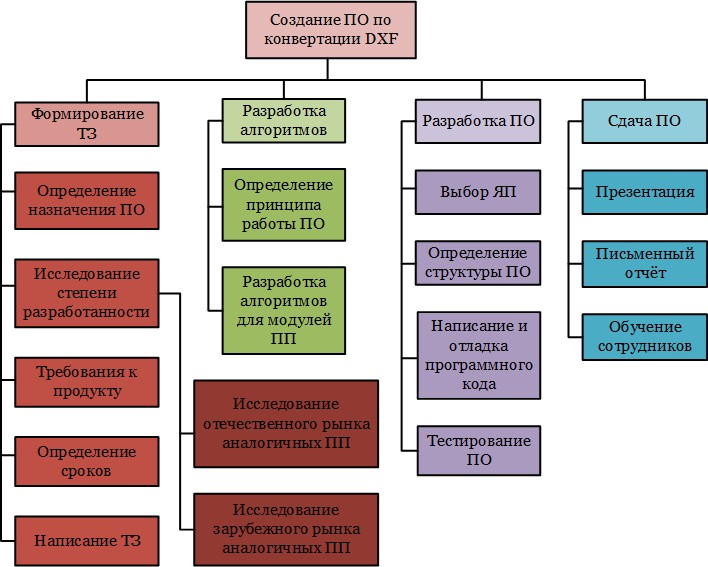 Создание ПО по
конвертации DXF
Формирование
ТЗ
Определение
назначения ПО
Исследование
степени
разработанности
Требования к
продукту
Определение
сроков
Написание ТЗ
Исследование
отечественного рынка
аналогичных ПП
Исследование
зарубежного рынка
аналогичных ПП
Разработка
алгоритмов
Определение
принципа
работы ПО
Разработка
алгоритмов
для модулей
ПП
Разработка ПО
Выбор ЯП
Определение
структуры ПО
Написание и
отладка
программного
кода
Тестирование
ПО
Сдача ПО
Презентация
Письменный
отчёт
Обучение
сотрудников